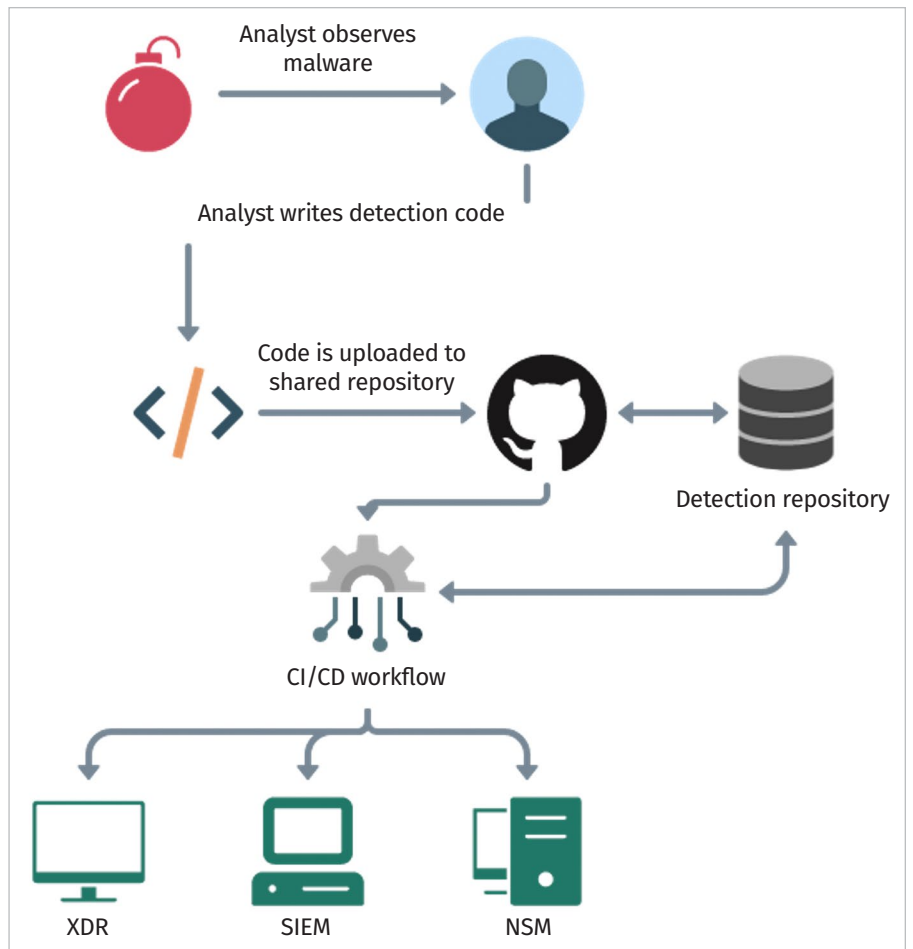 Analyst observes
malware
Analyst writes detection code
Code is uploaded to
shared repository
Detection repository
CI/CD workflow
XDR
SIEM
NSM